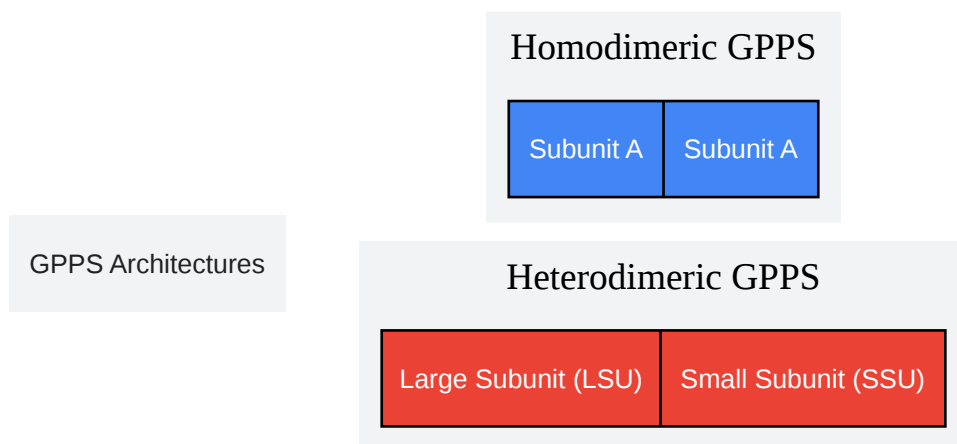 GPPS Architectures
Homodimeric GPPS
Subunit A
Subunit A
Heterodimeric GPPS
Large Subunit (LSU)
Small Subunit (SSU)